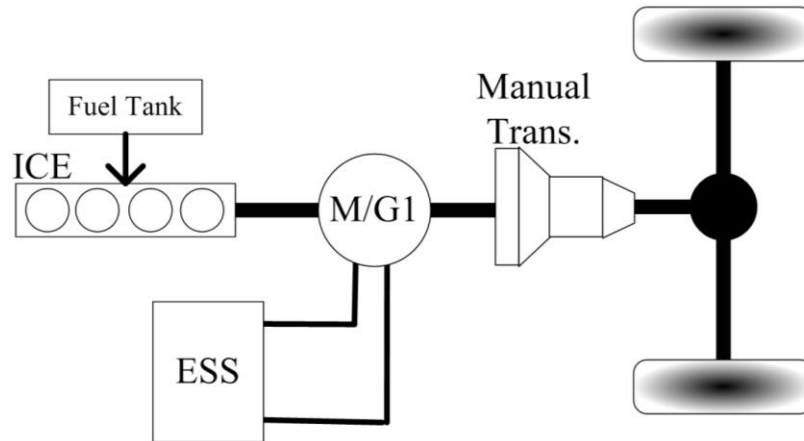 Fuel Tank
ICE
Manual
Trans.
M/G1
ESS